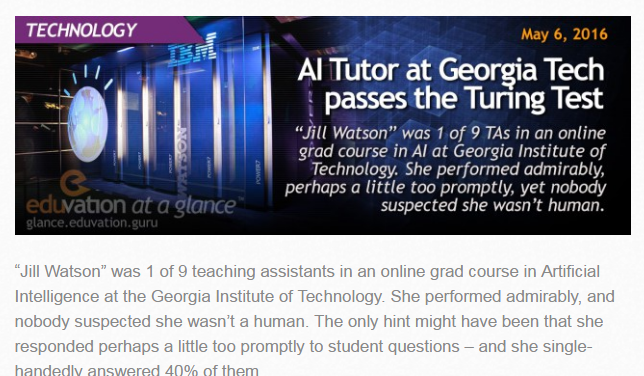 TECHNOLOGY
May 6, 2016
IBM
AI Tutor at Georgia Tech
passes the Turing Test
"Jill Watson" was 1 of 9 TAs in an online
grad course in AI at Georgia Institute of
Technology. She performed admirably,
perhaps a little too promptly, yet nobody
suspected she wasn't human.
WATSON
eduvation at a glance
glance.eduvation.guru
“Jill Watson” was 1 of 9 teaching assistants in an online grad course in Artificial
Intelligence at the Georgia Institute of Technology. She performed admirably, and
nobody suspected she wasn’t a human. The only hint might have been that she
responded perhaps a little too promptly to student questions – and she single-
handedly answered 40% of them